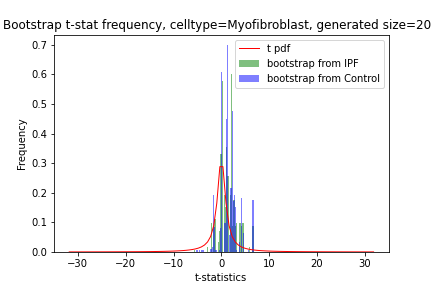 Bootstrap t-stat frequency, celltype=Myofibroblast, generated size=20
t pdf
bootstrap from IPF
bootstrap from Control
Frequency
0.7
0.6
0.5
0.4
0.3
0.2
0.1
0.0
−30 −20 −10 0 10 20 30
t-statistics